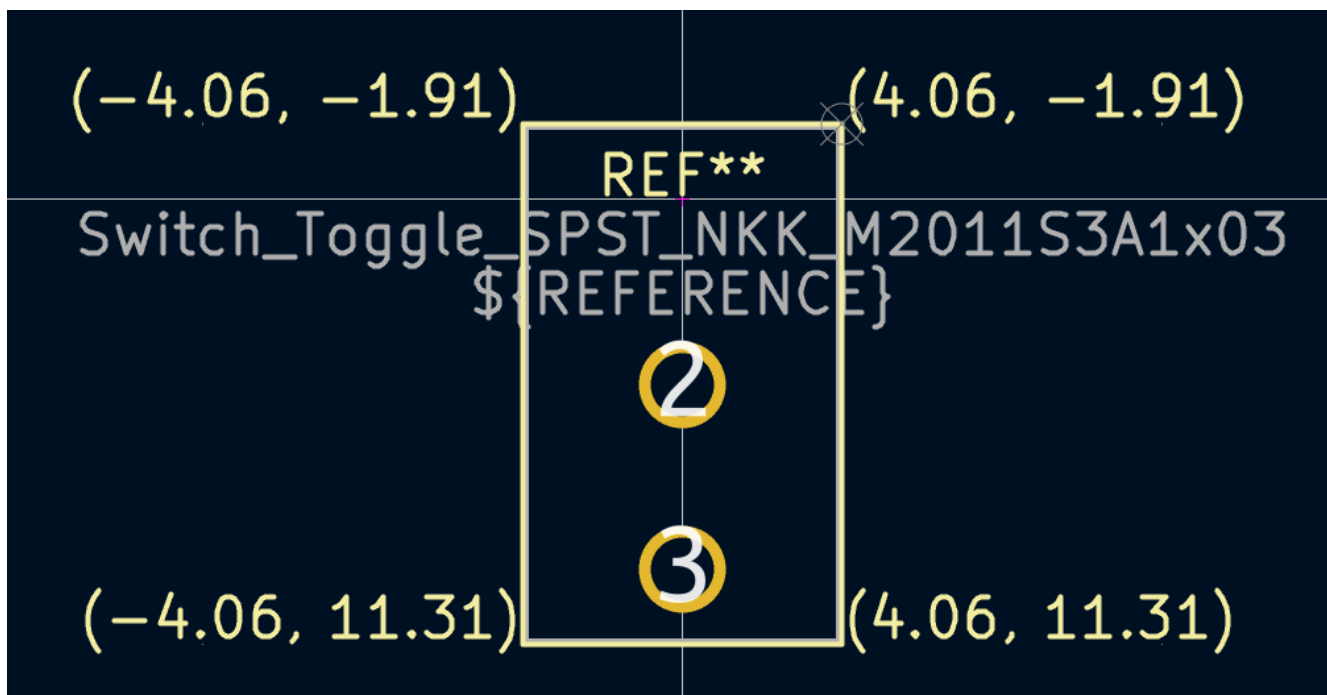 (−4.06, −1.91)
(4.06, −1.91)
REF**
Switch_Toggle_SPST_NKK_M2011S3A1x03
${REFERENCE}
2
3
(−4.06, 11.31)
(4.06, 11.31)